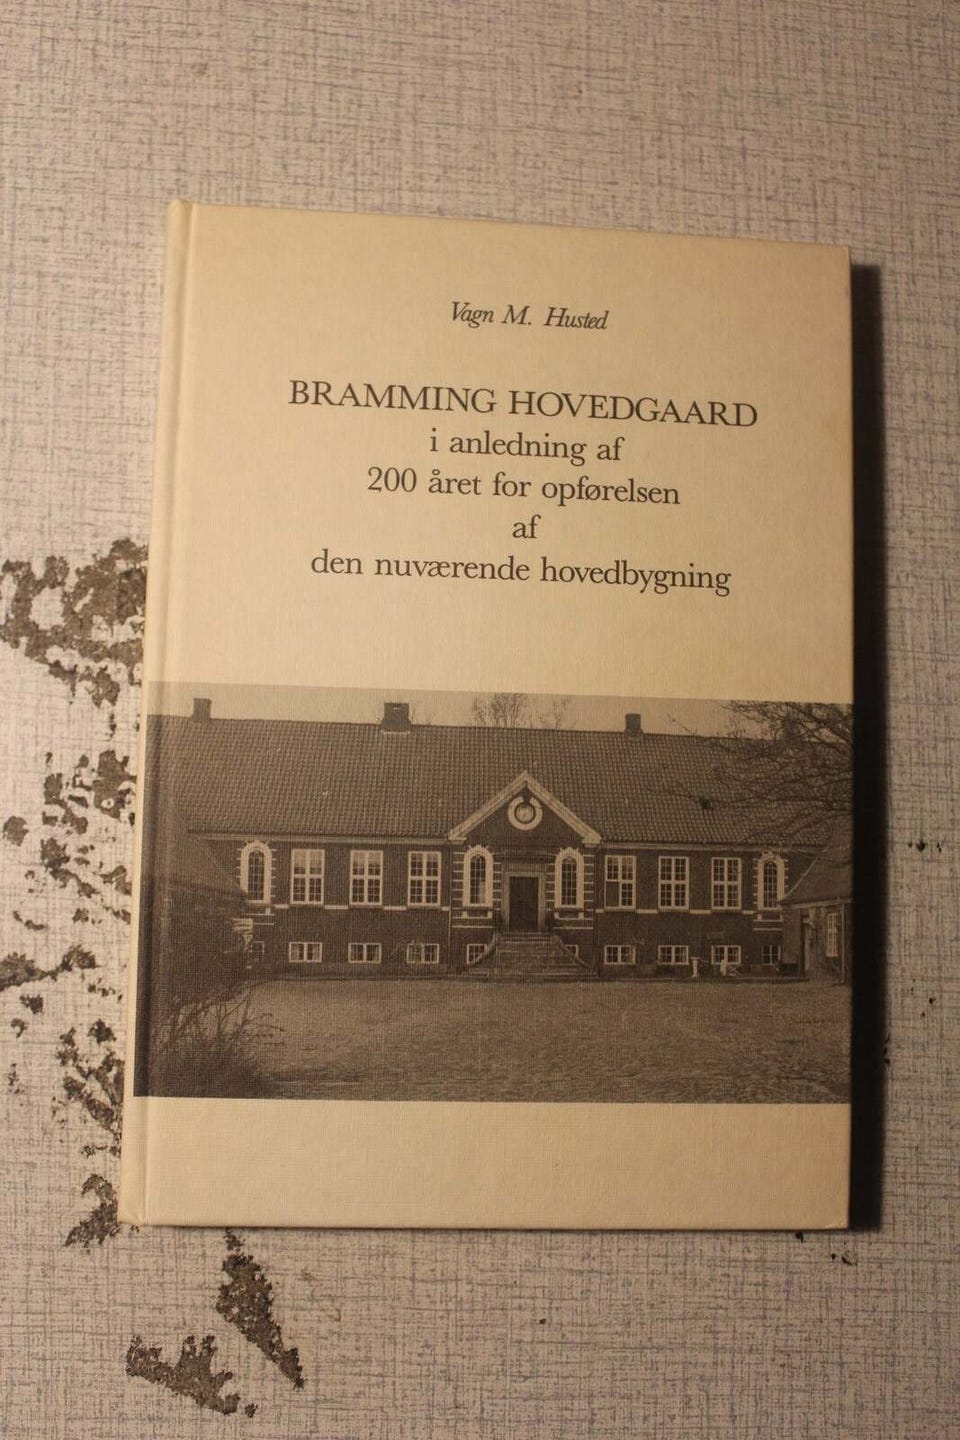 Vagn M. Husted
BRAMMING HOVEDGAARD
i anledning af
200 året for opførelsen
af
den nuværende hovedbygning